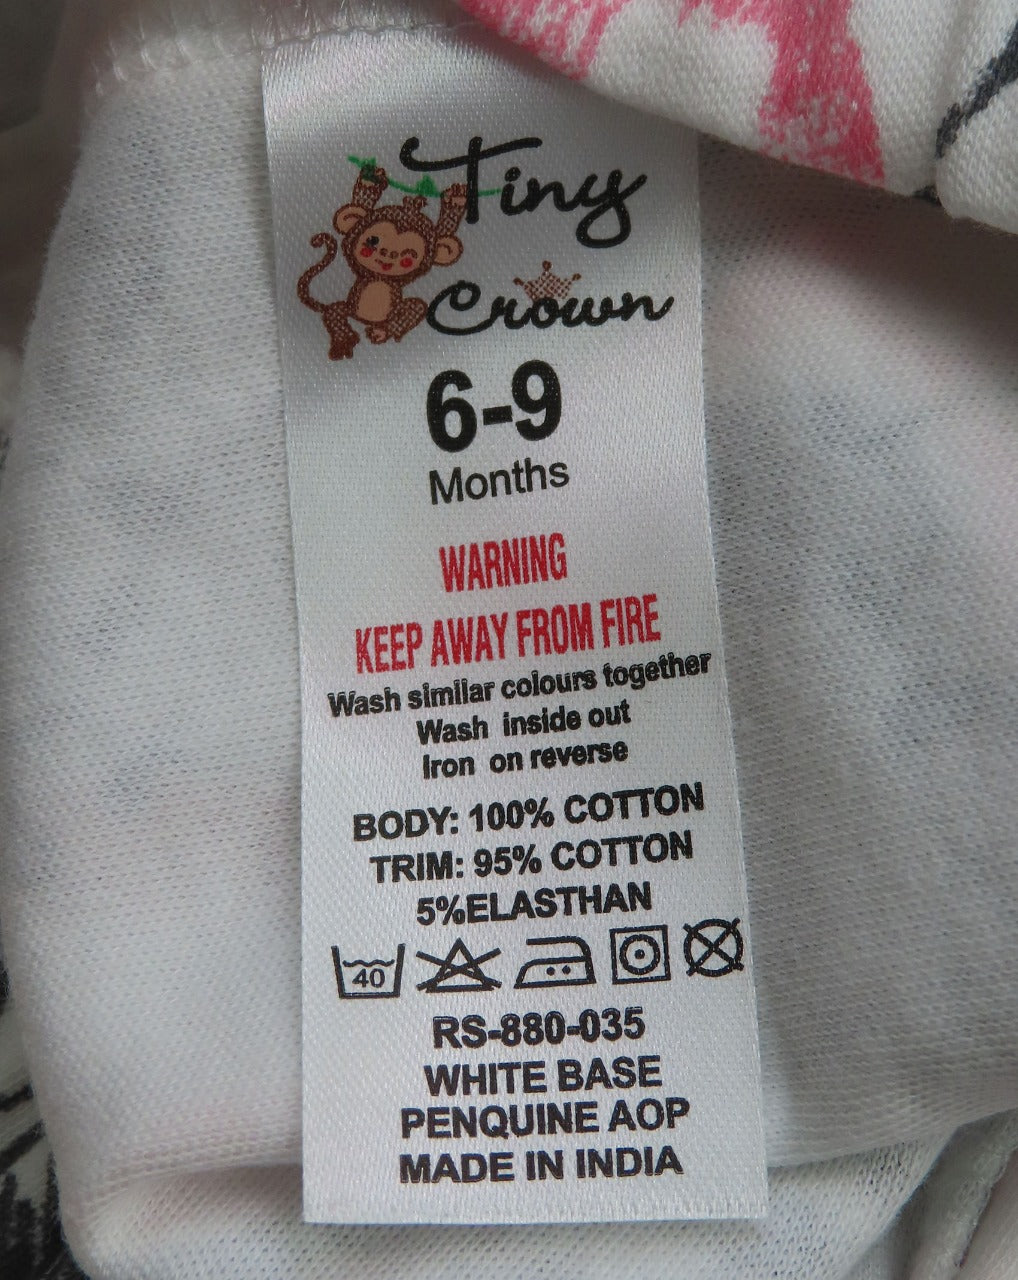 Tiny
Crown
6-9
Months
WARNING
KEEP AWAY FROM FIRE
Wash similar colours together
Wash inside out
Iron on reverse
BODY: 100% COTTON
TRIM: 95% COTTON
5%ELASTHAN
40
RS-880-035
WHITE BASE
PENQUINE AOP
MADE IN INDIA